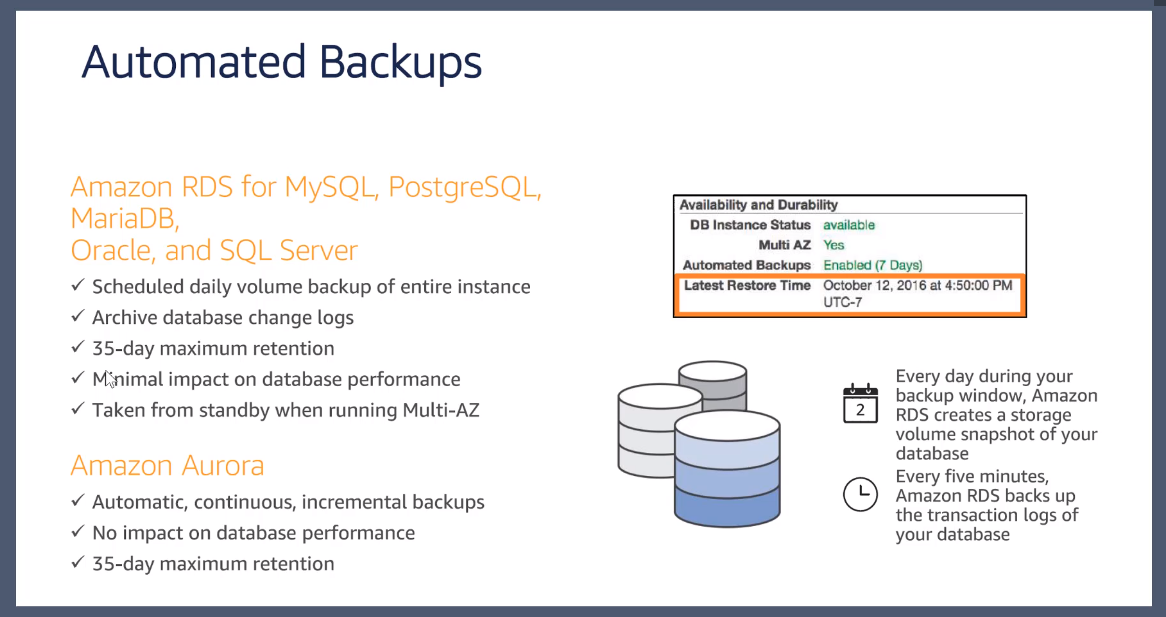 Automated Backups
Amazon RDS for MySQL, PostgreSQL,
MariaDB,
Oracle, and SQL Server
✓ Scheduled daily volume backup of entire instance
✓ Archive database change logs
✓ 35-day maximum retention
✓ Minimal impact on database performance
✓ Taken from standby when running Multi-AZ
Amazon Aurora
✓ Automatic, continuous, incremental backups
✓ No impact on database performance
✓ 35-day maximum retention
Availability and Durability
DB Instance Status available
Multi AZ Yes
Automated Backups Enabled (7 Days)
Latest Restore Time October 12, 2016 at 4:50:00 PM
UTC-7
2
Every day during your
backup window, Amazon
RDS creates a storage
volume snapshot of your
database
Every five minutes,
Amazon RDS backs up
the transaction logs of
your database